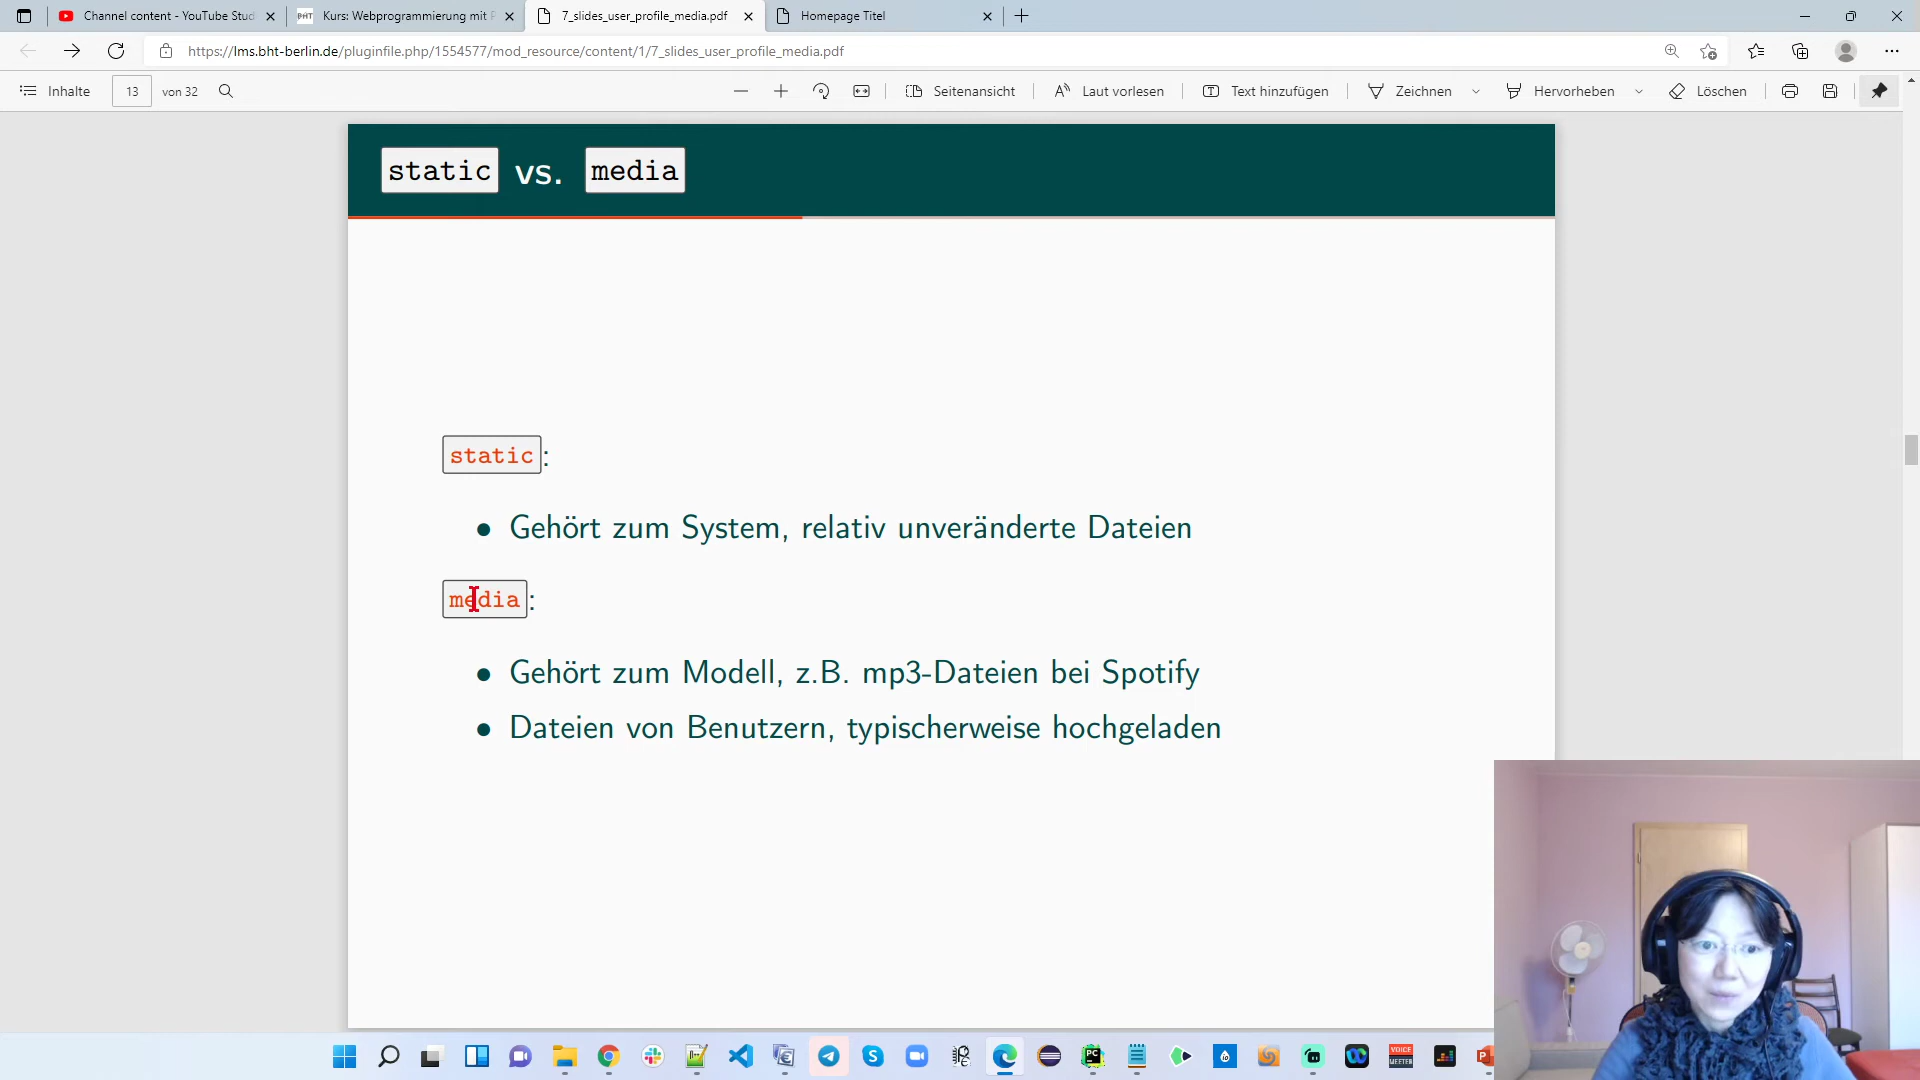 Channel content - YouTube Stud
Kurs: Webprogrammierung mit P
7_slides_user_profile_media.pdf
Homepage Titel
https://lms.bht-berlin.de/pluginfile.php/1554577/mod_resource/content/1/7_slides_user_profile_media.pdf
Inhalte
13
von 32
Seitenansicht
Laut vorlesen
Text hinzufügen
Zeichnen
Hervorheben
Löschen
static vs. media
static:
• Gehört zum System, relativ unveränderte Dateien
media:
• Gehört zum Modell, z.B. mp3-Dateien bei Spotify
• Dateien von Benutzern, typischerweise hochgeladen
VOICE
MEETER